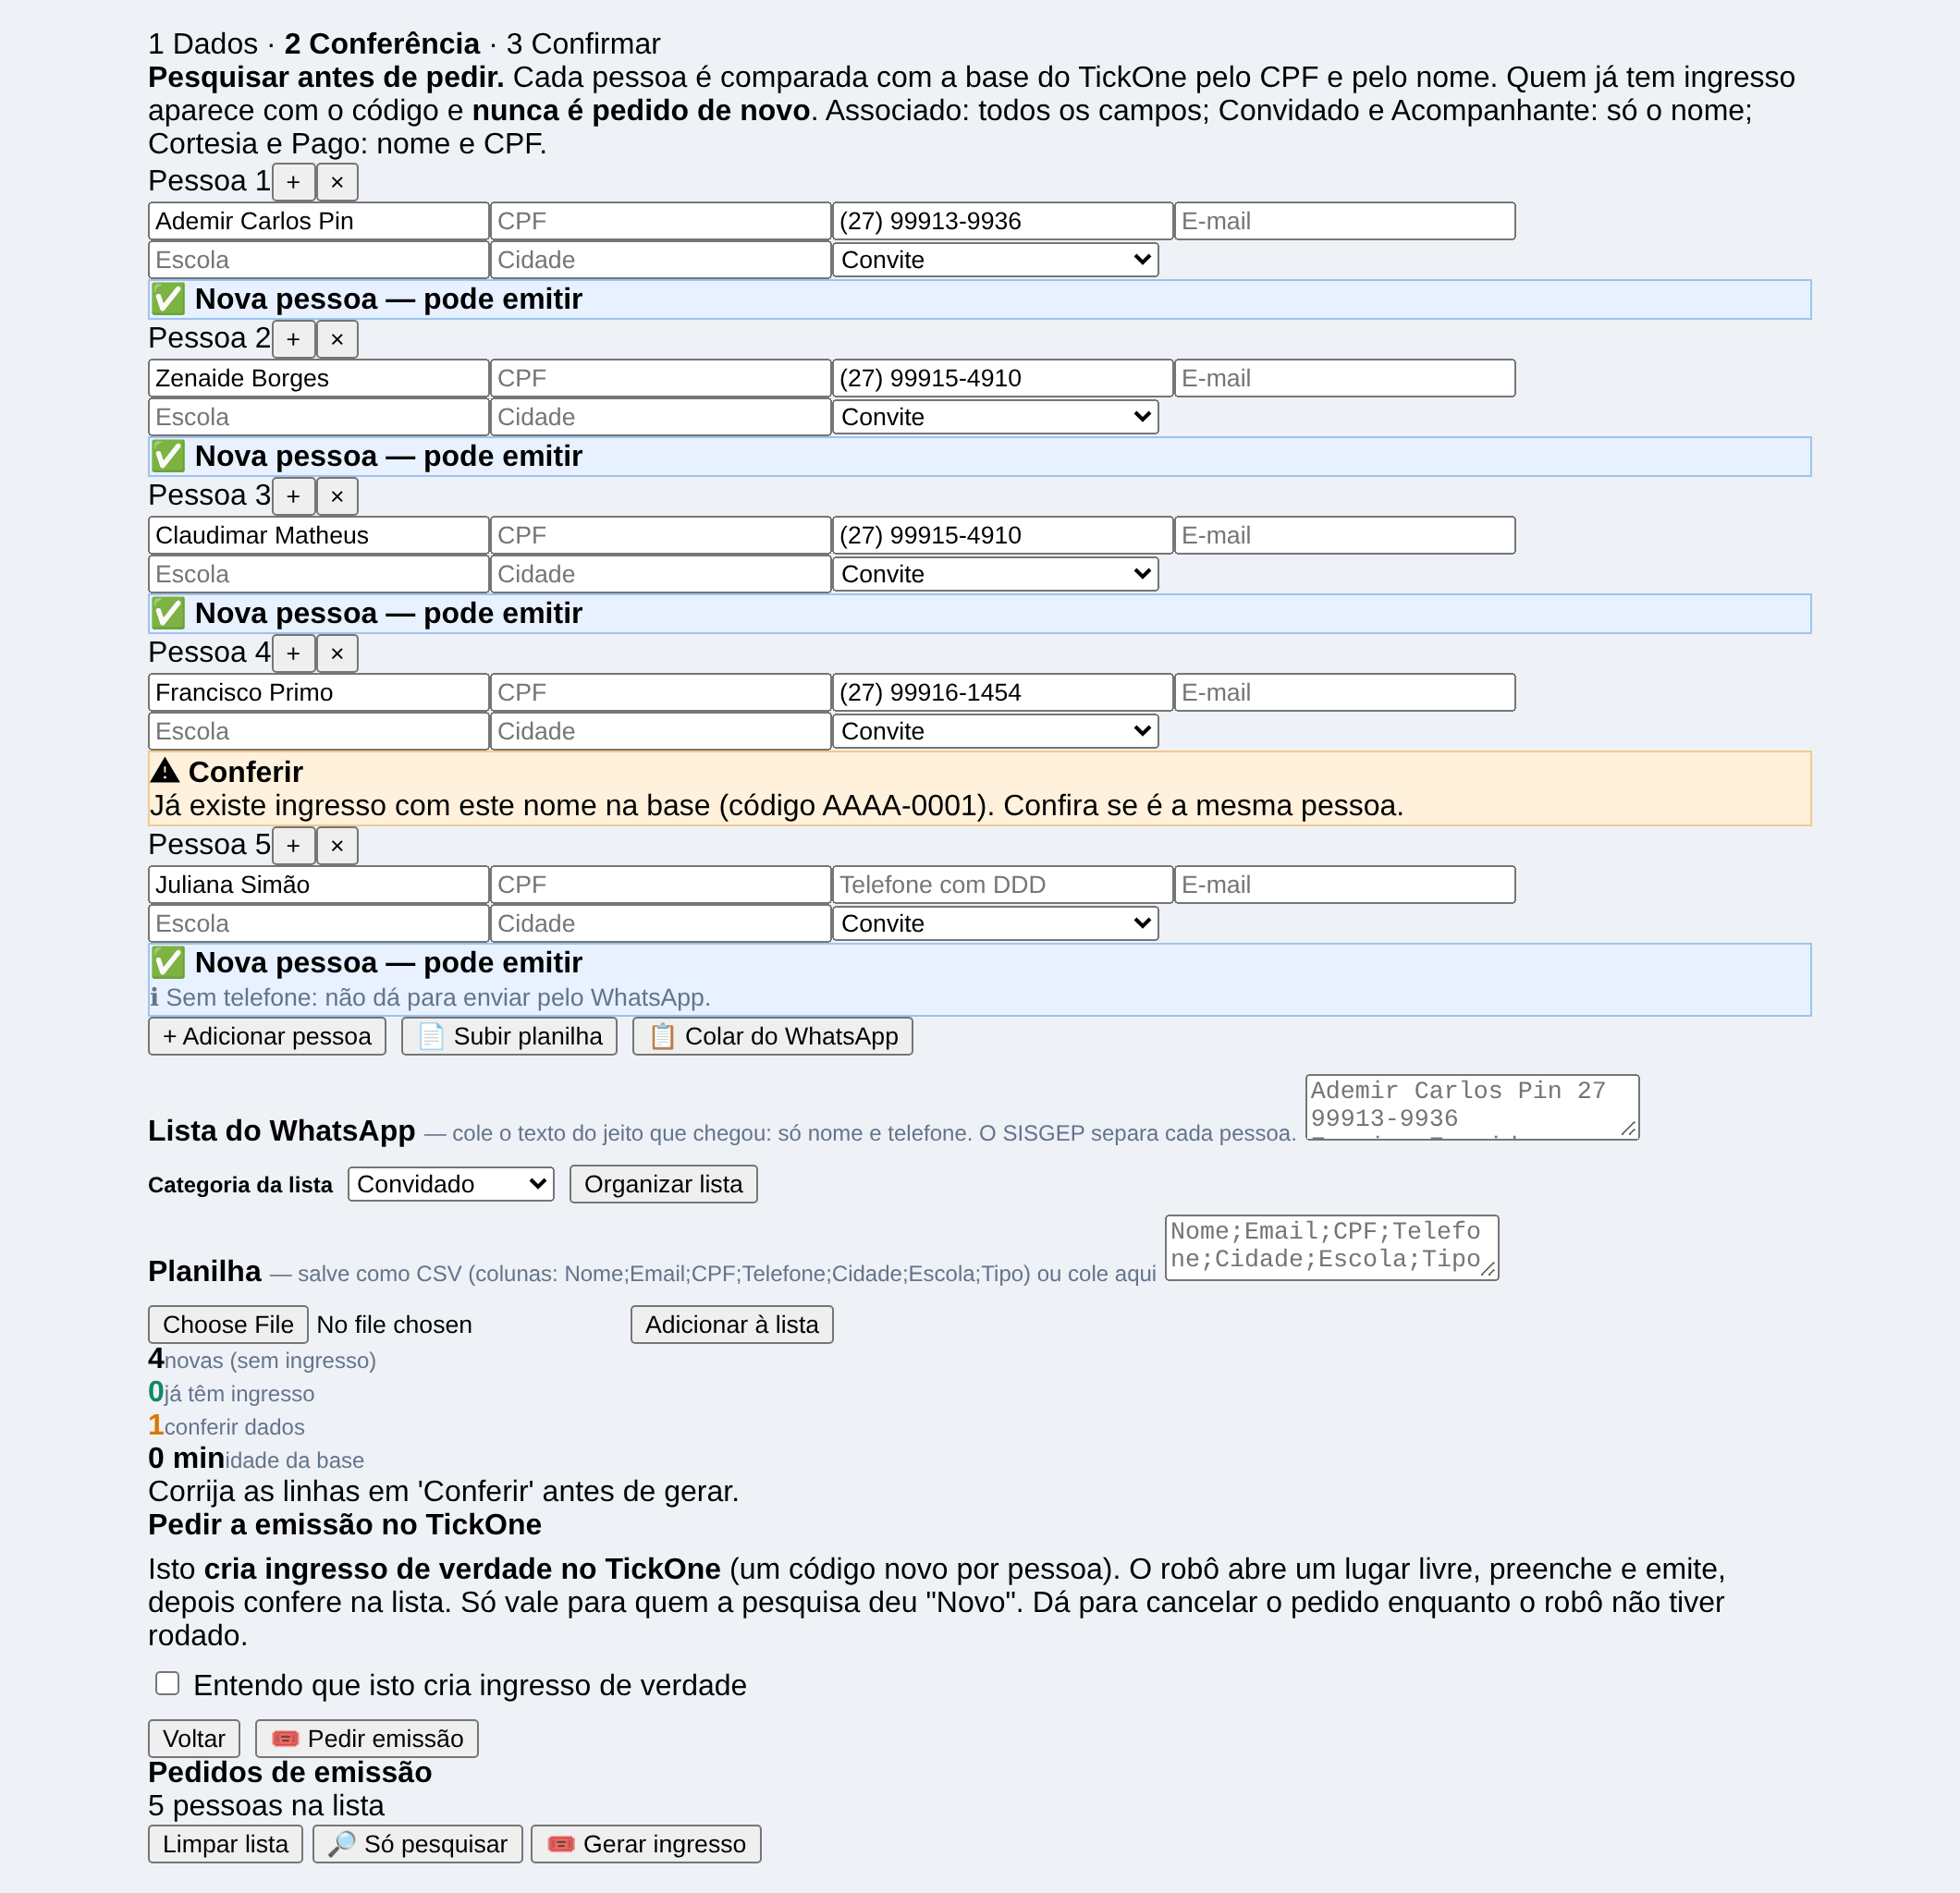 1 Dados · 2 Conferência · 3 Confirmar
Pesquisar antes de pedir. Cada pessoa é comparada com a base do TickOne pelo CPF e pelo nome. Quem já tem ingresso
aparece com o código e nunca é pedido de novo. Associado: todos os campos; Convidado e Acompanhante: só o nome;
Cortesia e Pago: nome e CPF.
Pessoa 1 + ×
Ademir Carlos Pin CPF (27) 99913-9936 E-mail
Escola Cidade Convite
✅ Nova pessoa — pode emitir
Pessoa 2 + ×
Zenaide Borges CPF (27) 99915-4910 E-mail
Escola Cidade Convite
✅ Nova pessoa — pode emitir
Pessoa 3 + ×
Claudimar Matheus CPF (27) 99915-4910 E-mail
Escola Cidade Convite
✅ Nova pessoa — pode emitir
Pessoa 4 + ×
Francisco Primo CPF (27) 99916-1454 E-mail
Escola Cidade Convite
⚠ Conferir
Já existe ingresso com este nome na base (código AAAA-0001). Confira se é a mesma pessoa.
Pessoa 5 + ×
Juliana Simão CPF Telefone com DDD E-mail
Escola Cidade Convite
✅ Nova pessoa — pode emitir
ℹ Sem telefone: não dá para enviar pelo WhatsApp.
+ Adicionar pessoa 📄 Subir planilha 📋 Colar do WhatsApp
Ademir Carlos Pin 27
99913-9936
Lista do WhatsApp — cole o texto do jeito que chegou: só nome e telefone. O SISGEP separa cada pessoa.
Categoria da lista Convidado Organizar lista
Nome;Email;CPF;Telefo
ne;Cidade;Escola;Tipo
Planilha — salve como CSV (colunas: Nome;Email;CPF;Telefone;Cidade;Escola;Tipo) ou cole aqui
Choose File No file chosen Adicionar à lista
4novas (sem ingresso)
0já têm ingresso
1conferir dados
0 minidade da base
Corrija as linhas em 'Conferir' antes de gerar.
Pedir a emissão no TickOne
Isto cria ingresso de verdade no TickOne (um código novo por pessoa). O robô abre um lugar livre, preenche e emite,
depois confere na lista. Só vale para quem a pesquisa deu "Novo". Dá para cancelar o pedido enquanto o robô não tiver
rodado.
Entendo que isto cria ingresso de verdade
Voltar 🎟 Pedir emissão
Pedidos de emissão
5 pessoas na lista
Limpar lista 🔎 Só pesquisar 🎟 Gerar ingresso